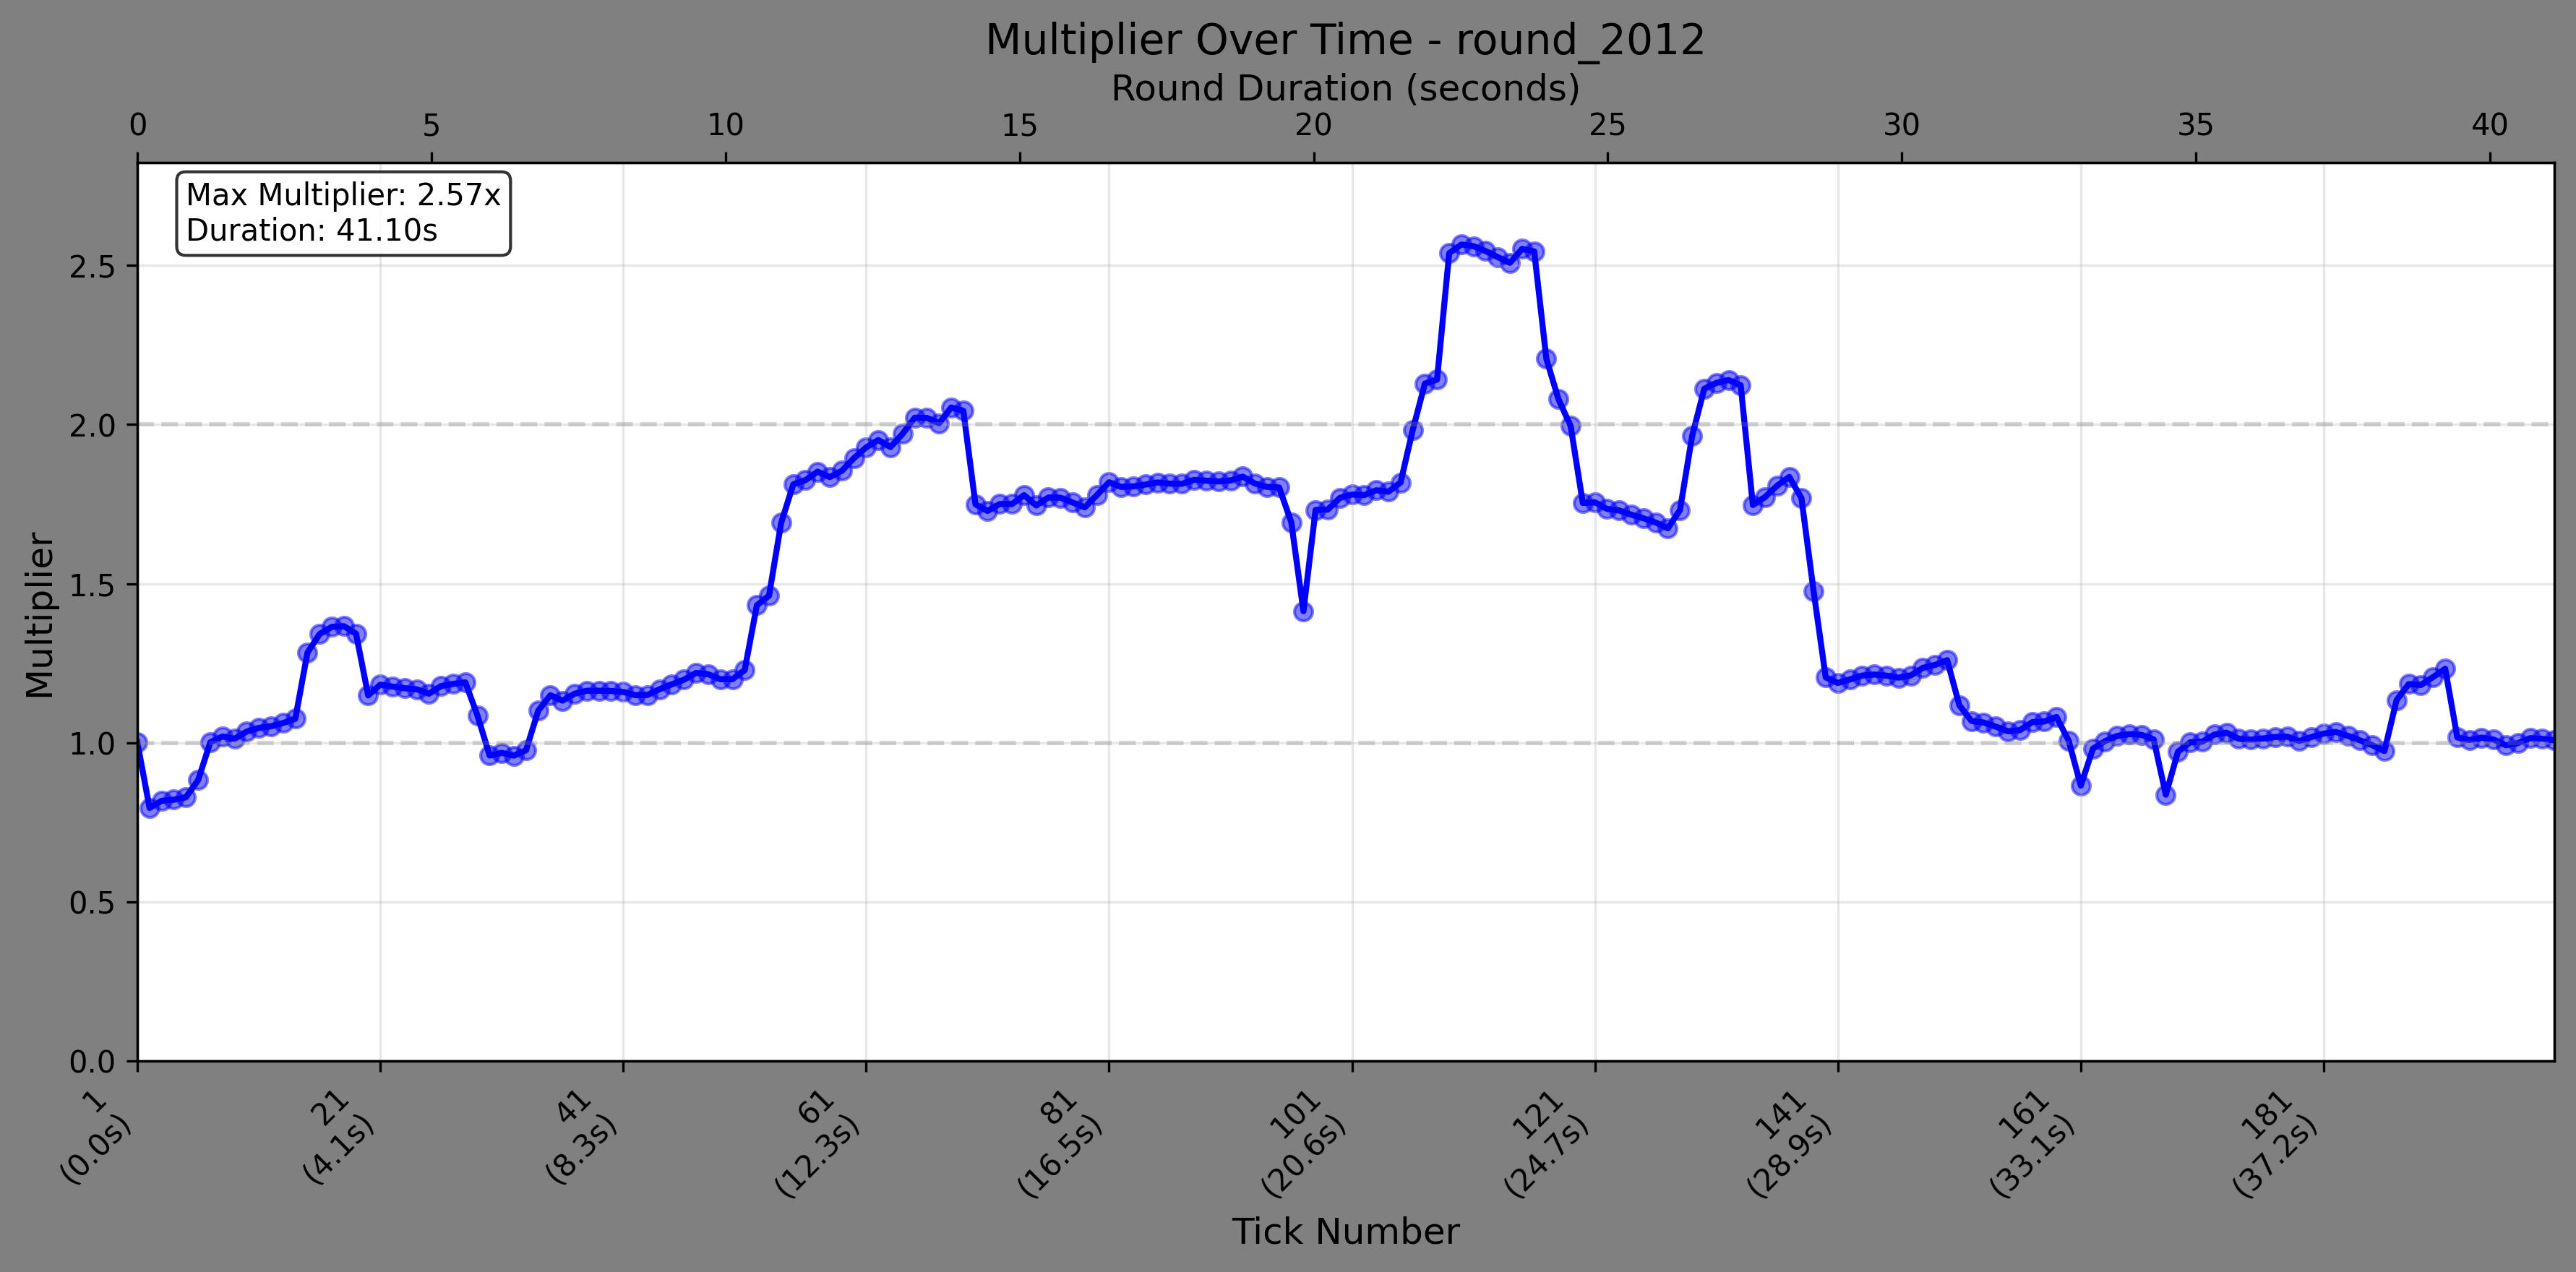 Multiplier Over Time - round_2012
Round Duration (seconds)
0 5 10 15 20 25 30 35 40
Max Multiplier: 2.57x
Duration: 41.10s
Multiplier
2.5
2.0
1.5
1.0
0.5
0.0
1 21 41 61 81 101 121 141 161 181
(0.0s) (4.1s) (8.3s) (12.3s) (16.5s) (20.6s) (24.7s) (28.9s) (33.1s) (37.2s)
Tick Number